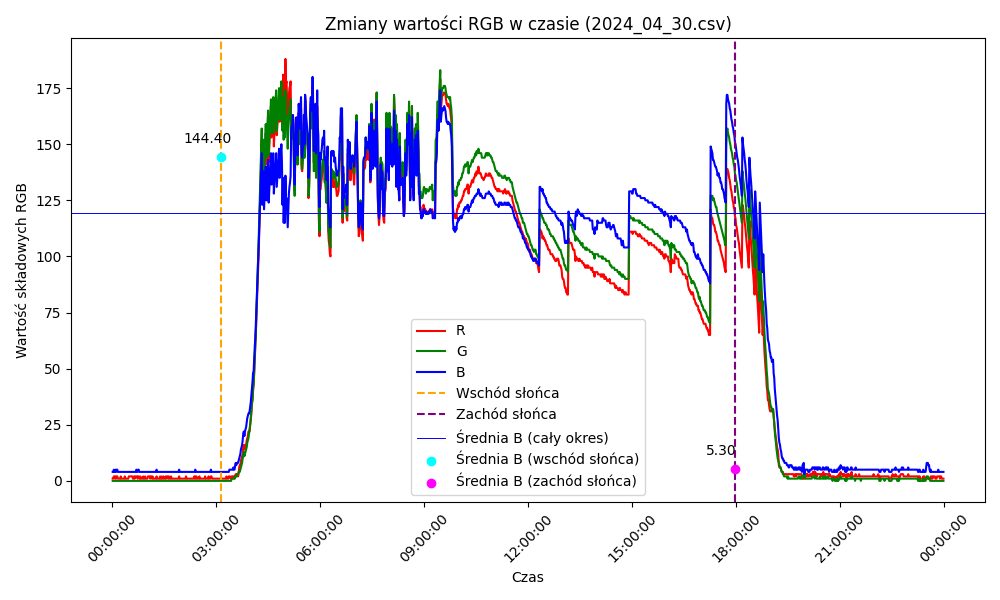 Zmiany wartości RGB w czasie (2024_04_30.csv)
Wartość składowych RGB
175
150
125
100
75
50
25
0
144.40
5.30
R
G
B
Wschód słońca
Zachód słońca
Średnia B (cały okres)
Średnia B (wschód słońca)
Średnia B (zachód słońca)
00:00:00
03:00:00
06:00:00
09:00:00
12:00:00
15:00:00
18:00:00
21:00:00
00:00:00
Czas